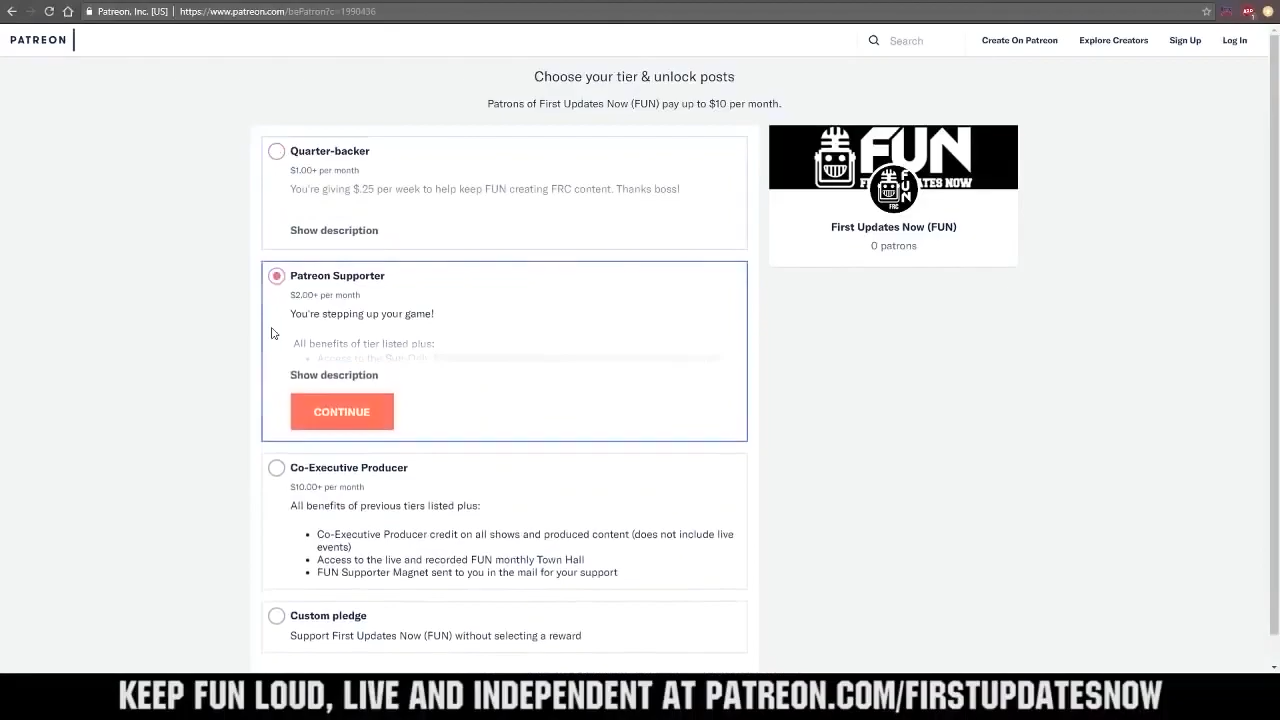 Patreon, Inc. [US] | https://www.patreon.com/bePatron?c=1990436
PATREON
Search
Create On Patreon
Explore Creators
Sign Up
Log In
Choose your tier & unlock posts
Patrons of First Updates Now (FUN) pay up to $10 per month.
Quarter-backer
$1.00+ per month
You're giving $.25 per week to help keep FUN creating FRC content. Thanks boss!
Show description
FUN
FUN
FRC
First Updates Now (FUN)
0 patrons
Patreon Supporter
$2.00+ per month
You're stepping up your game!
All benefits of tier listed plus:
Access to the
Show description
CONTINUE
Co-Executive Producer
$10.00+ per month
All benefits of previous tiers listed plus:
• Co-Executive Producer credit on all shows and produced content (does not include live
events)
• Access to the live and recorded FUN monthly Town Hall
• FUN Supporter Magnet sent to you in the mail for your support
Custom pledge
Support First Updates Now (FUN) without selecting a reward
KEEP FUN LOUD, LIVE AND INDEPENDENT AT PATREON.COM/FIRSTUPDATESNOW